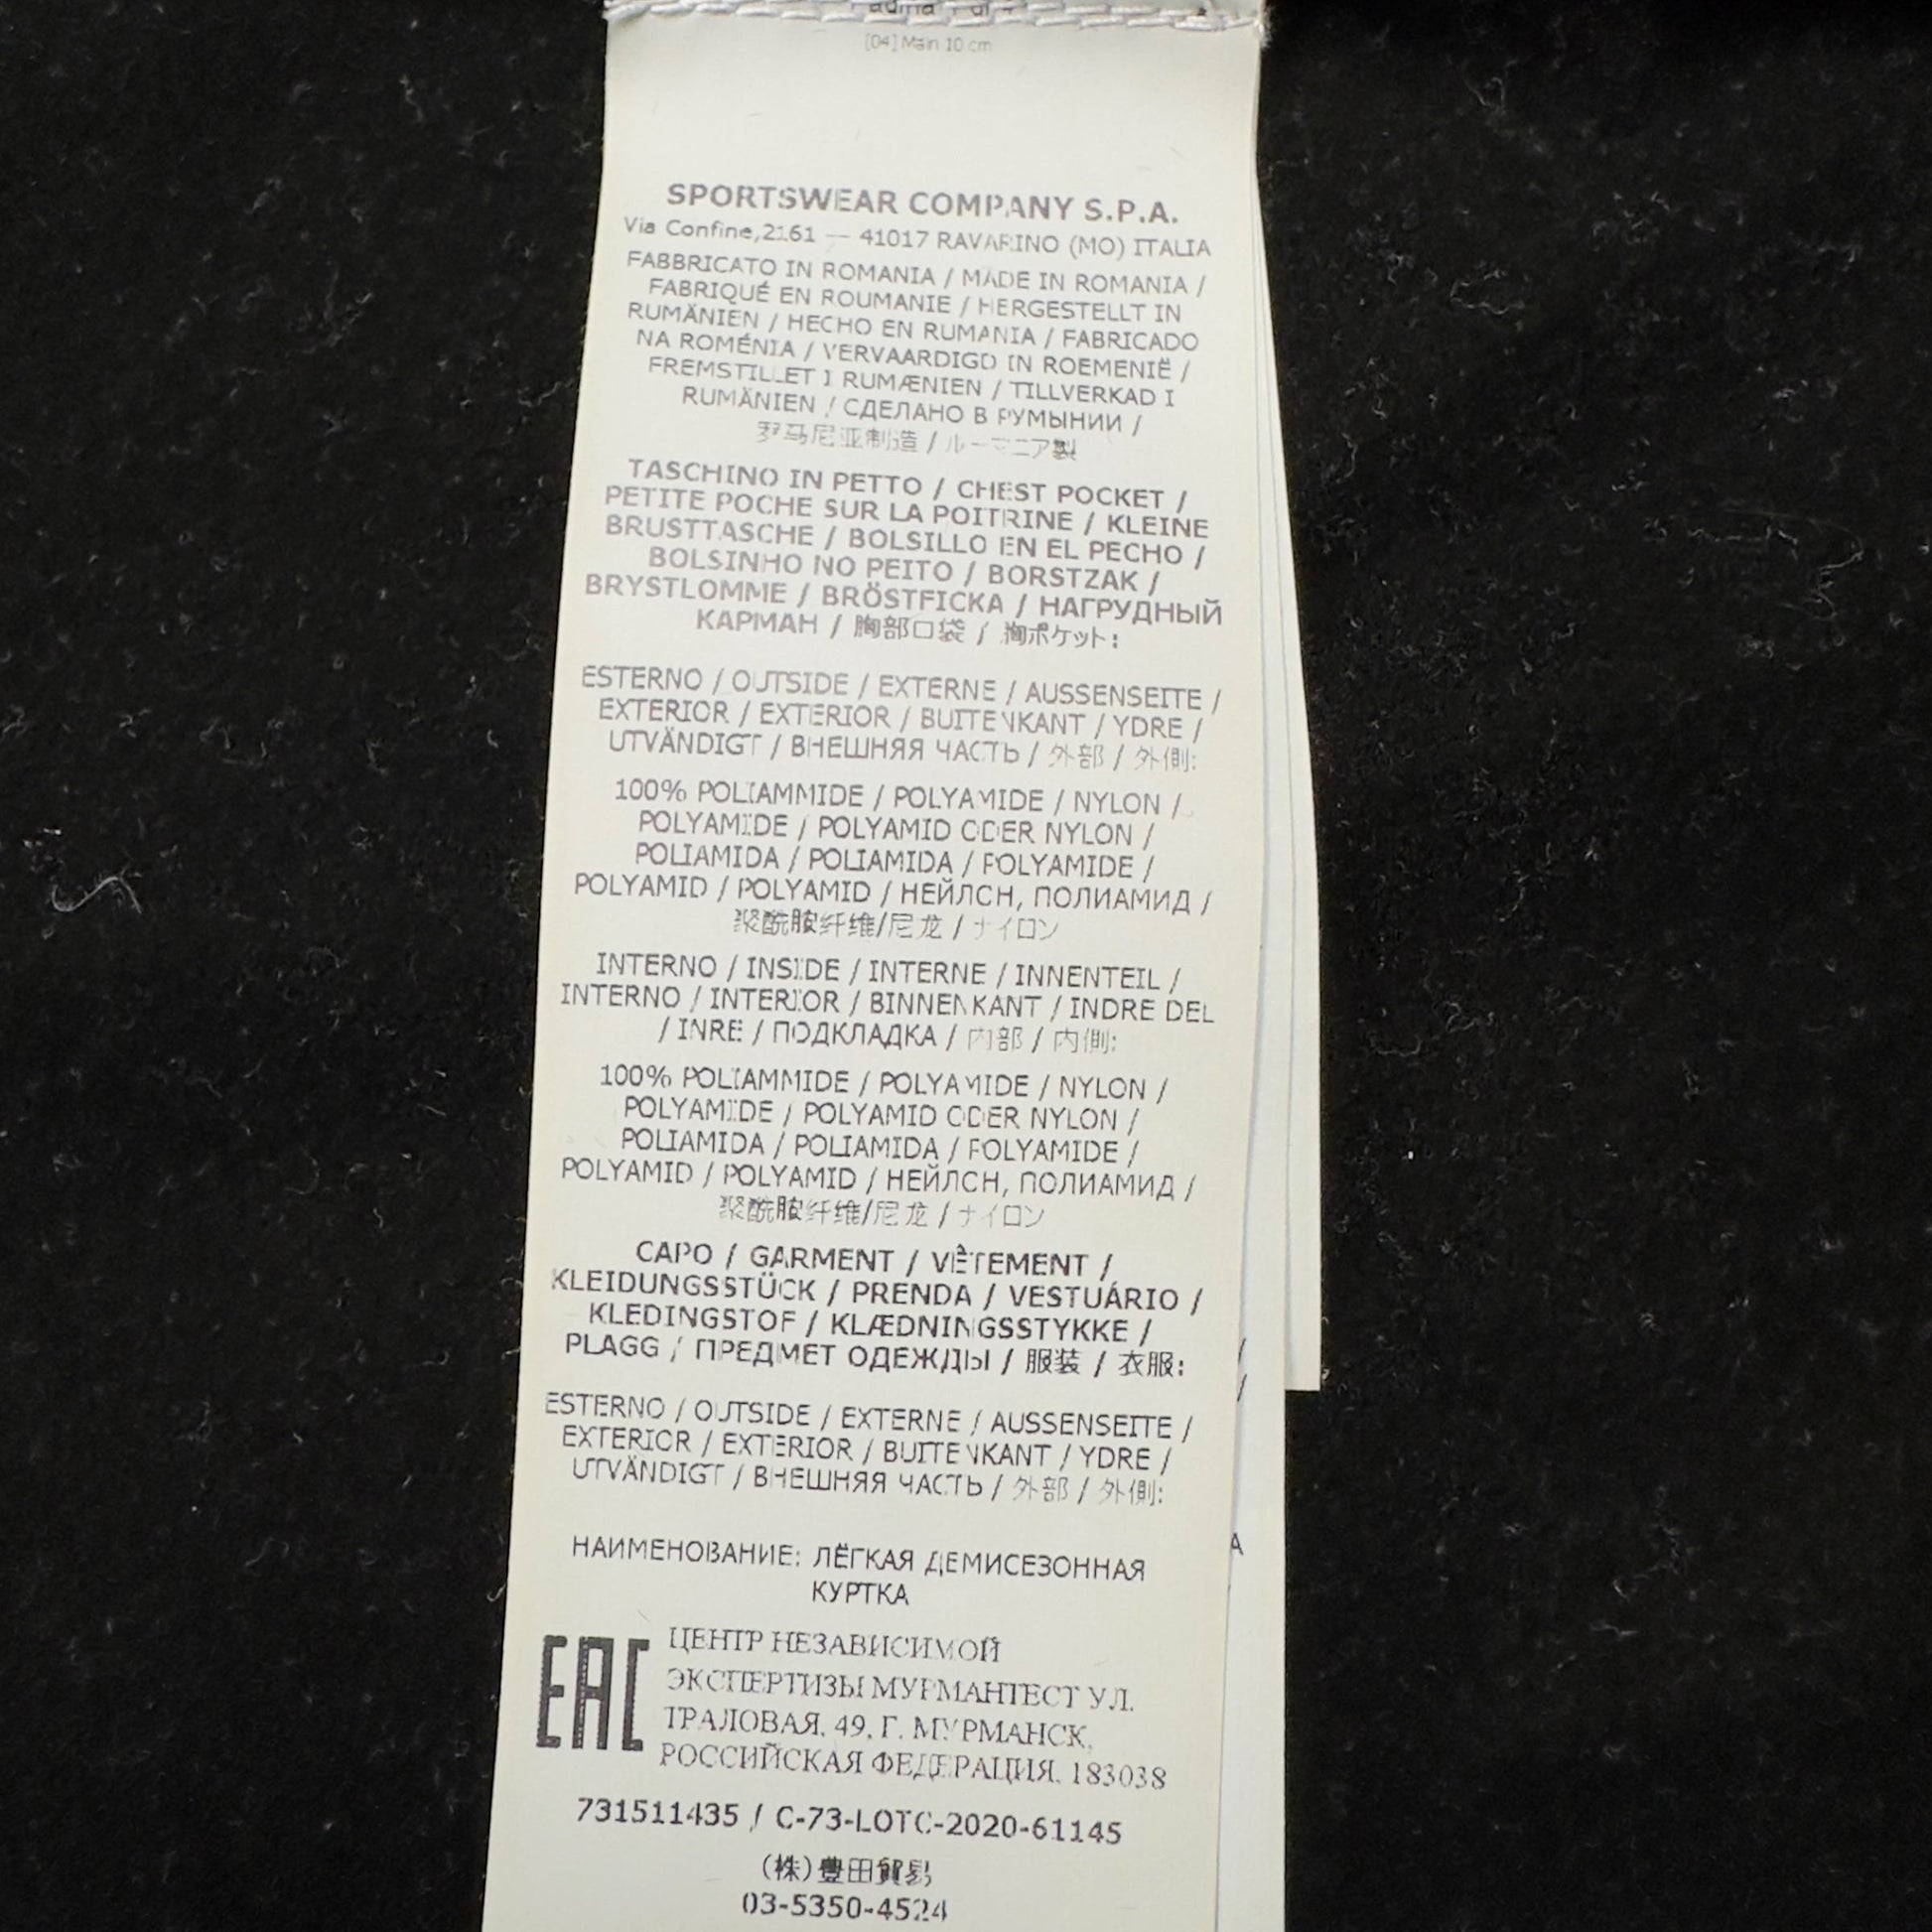 [04] Main 10 cm
SPORTSWEAR COMPANY S.P.A.
Via Confine,2161 — 41017 RAVARINO (MO) ITALIA
FABBRICATO IN ROMANIA / MADE IN ROMANIA /
FABRIQUÉ EN ROUMANIE / HERGESTELLT IN
RUMÄNIEN / HECHO EN RUMANIA / FABRICADO
NA ROMÉNIA / VERVAARDIGD IN ROEMENIË /
FREMSTILLET I RUMÆNIEN / TILLVERKAD I
RUMÄNIEN / СДЕЛАНО В РУМЫНИИ /
罗马尼亚制造 / ルーマニア製
TASCHINO IN PETTO / CHEST POCKET /
PETITE POCHE SUR LA POITRINE / KLEINE
BRUSTTASCHE / BOLSILLO EN EL PECHO /
BOLSINHO NO PEITO / BORSTZAK /
BRYSTLOMME / BRÖSTFICKA / НАГРУДНЫЙ
КАРМАН / 胸部口袋 / 胸ポケット:
ESTERNO / OUTSIDE / EXTERNE / AUSSENSEITE /
EXTERIOR / EXTERIOR / BUITENKANT / YDRE /
UTVÄNDIGT / ВНЕШНЯЯ ЧАСТЬ / 外部 / 外側:
100% POLIAMMIDE / POLYAMIDE / NYLON /
POLYAMIDE / POLYAMID ODER NYLON /
POLIAMIDA / POLIAMIDA / POLYAMIDE /
POLYAMID / POLYAMID / НЕЙЛОН, ПОЛИАМИД /
聚酰胺纤维/尼龙 / ナイロン
INTERNO / INSIDE / INTERNE / INNENTEIL /
INTERNO / INTERIOR / BINNENKANT / INDRE DEL
/ INRE / ПОДКЛАДКА / 内部 / 内側:
100% POLIAMMIDE / POLYAMIDE / NYLON /
POLYAMIDE / POLYAMID ODER NYLON /
POLIAMIDA / POLIAMIDA / POLYAMIDE /
POLYAMID / POLYAMID / НЕЙЛОН, ПОЛИАМИД /
聚酰胺纤维/尼龙 / ナイロン
CAPO / GARMENT / VÊTEMENT /
KLEIDUNGSSTÜCK / PRENDA / VESTUÁRIO /
KLEDINGSTOF / KLÆDNINGSSTYKKE /
PLAGG / ПРЕДМЕТ ОДЕЖДЫ / 服装 / 衣服:
ESTERNO / OUTSIDE / EXTERNE / AUSSENSEITE /
EXTERIOR / EXTERIOR / BUITENKANT / YDRE /
UTVÄNDIGT / ВНЕШНЯЯ ЧАСТЬ / 外部 / 外側:
НАИМЕНОВАНИЕ: ЛЁГКАЯ ДЕМИСЕЗОННАЯ
КУРТКА
EAC
ЦЕНТР НЕЗАВИСИМОЙ
ЭКСПЕРТИЗЫ МУРМАНТЕСТ УЛ.
ТРАЛОВАЯ, 49, Г. МУРМАНСК,
РОССИЙСКАЯ ФЕДЕРАЦИЯ, 183038
731511435 / C-73-LOTC-2020-61145
(株)豊田貿易
03-5350-4524